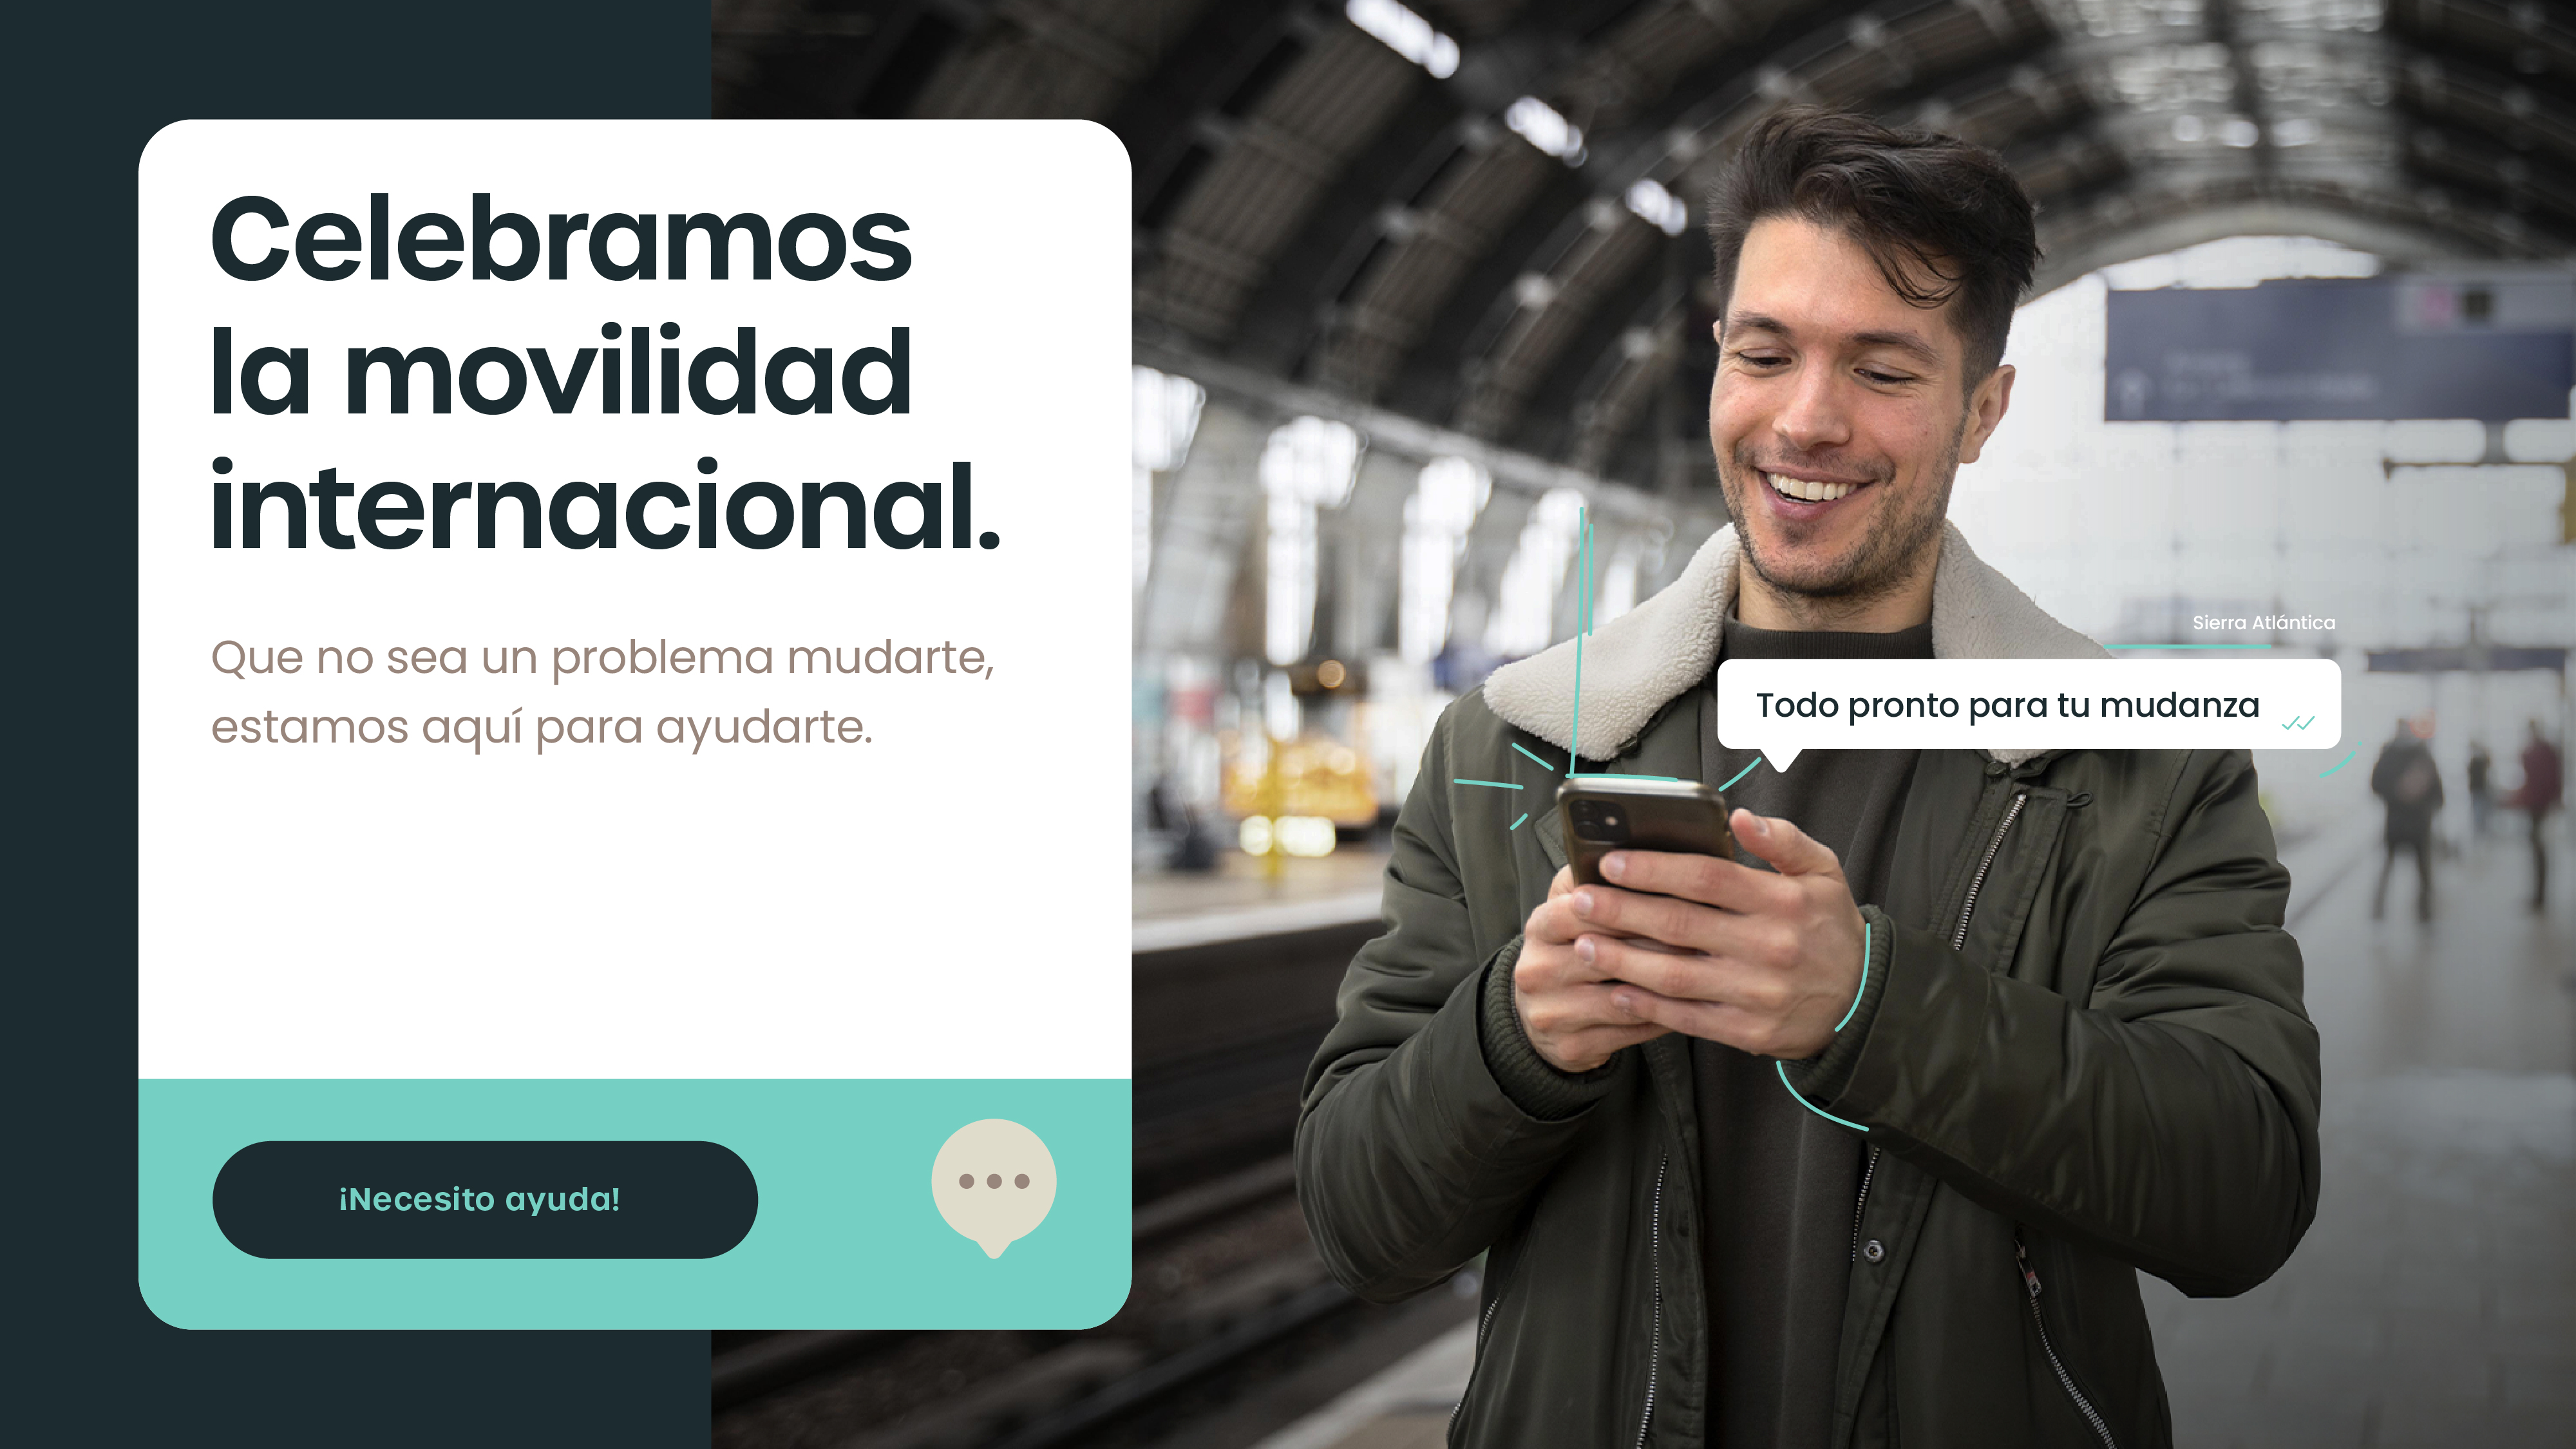 Celebramos
la movilidad
internacional.
Que no sea un problema mudarte,
estamos aquí para ayudarte.
¡Necesito ayuda!
Sierra Atlántica
Todo pronto para tu mudanza